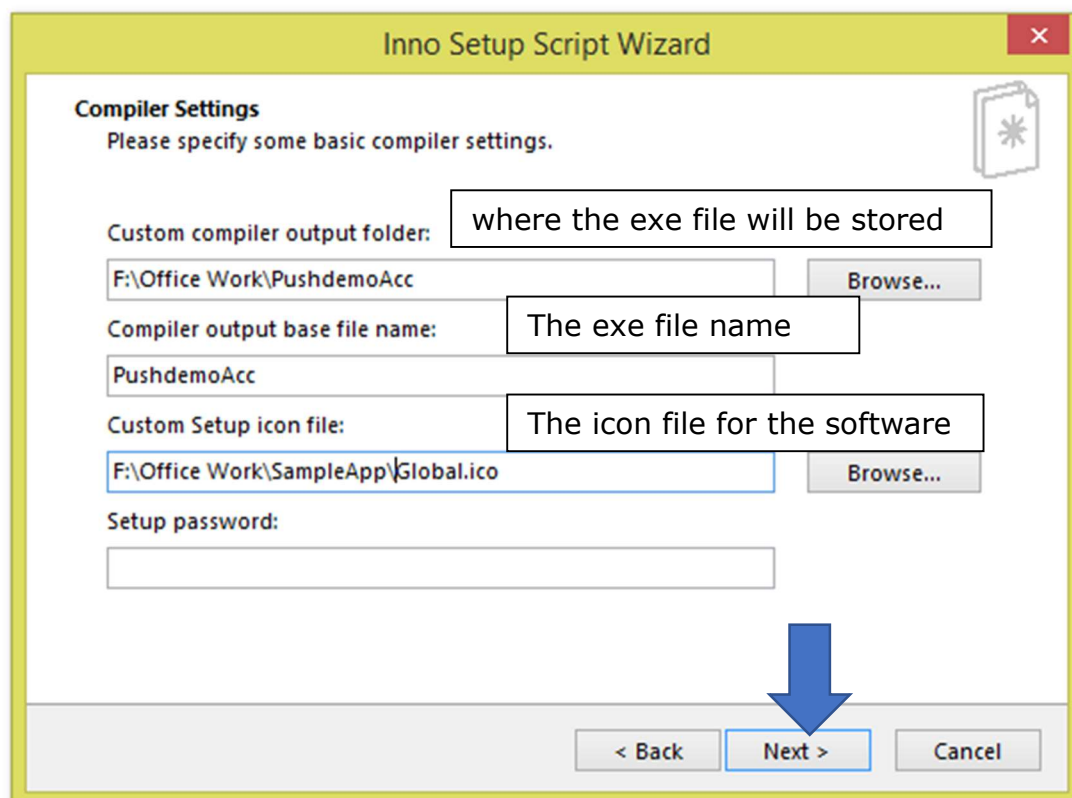 Inno Setup Script Wizard
Compiler Settings
Please specify some basic compiler settings.
where the exe file will be stored
Custom compiler output folder:
F:\Office Work\PushdemoAcc
Browse...
The exe file name
Compiler output base file name:
PushdemoAcc
The icon file for the software
Custom Setup icon file:
F:\Office Work\SampleApp\Global.ico
Browse...
Setup password:
< Back
Next >
Cancel